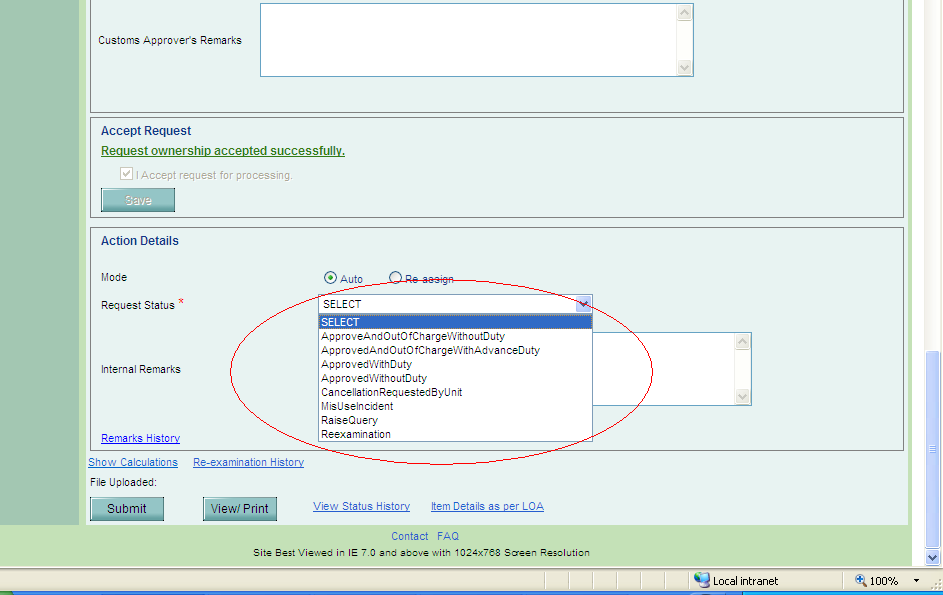 Customs Approver's Remarks
Accept Request
Request ownership accepted successfully.
I Accept request for processing.
Save
Action Details
Mode
Auto
Re-assign
Request Status *
SELECT
SELECT
ApproveAndOutOfChargeWithoutDuty
ApprovedAndOutOfChargeWithAdvanceDuty
ApprovedWithDuty
ApprovedWithoutDuty
CancellationRequestedByUnit
MisUseIncident
RaiseQuery
Reexamination
Internal Remarks
Remarks History
Show Calculations
Re-examination History
File Uploaded:
Submit
View/ Print
View Status History
Item Details as per LOA
Contact FAQ
Site Best Viewed in IE 7.0 and above with 1024x768 Screen Resolution
Local intranet
100%